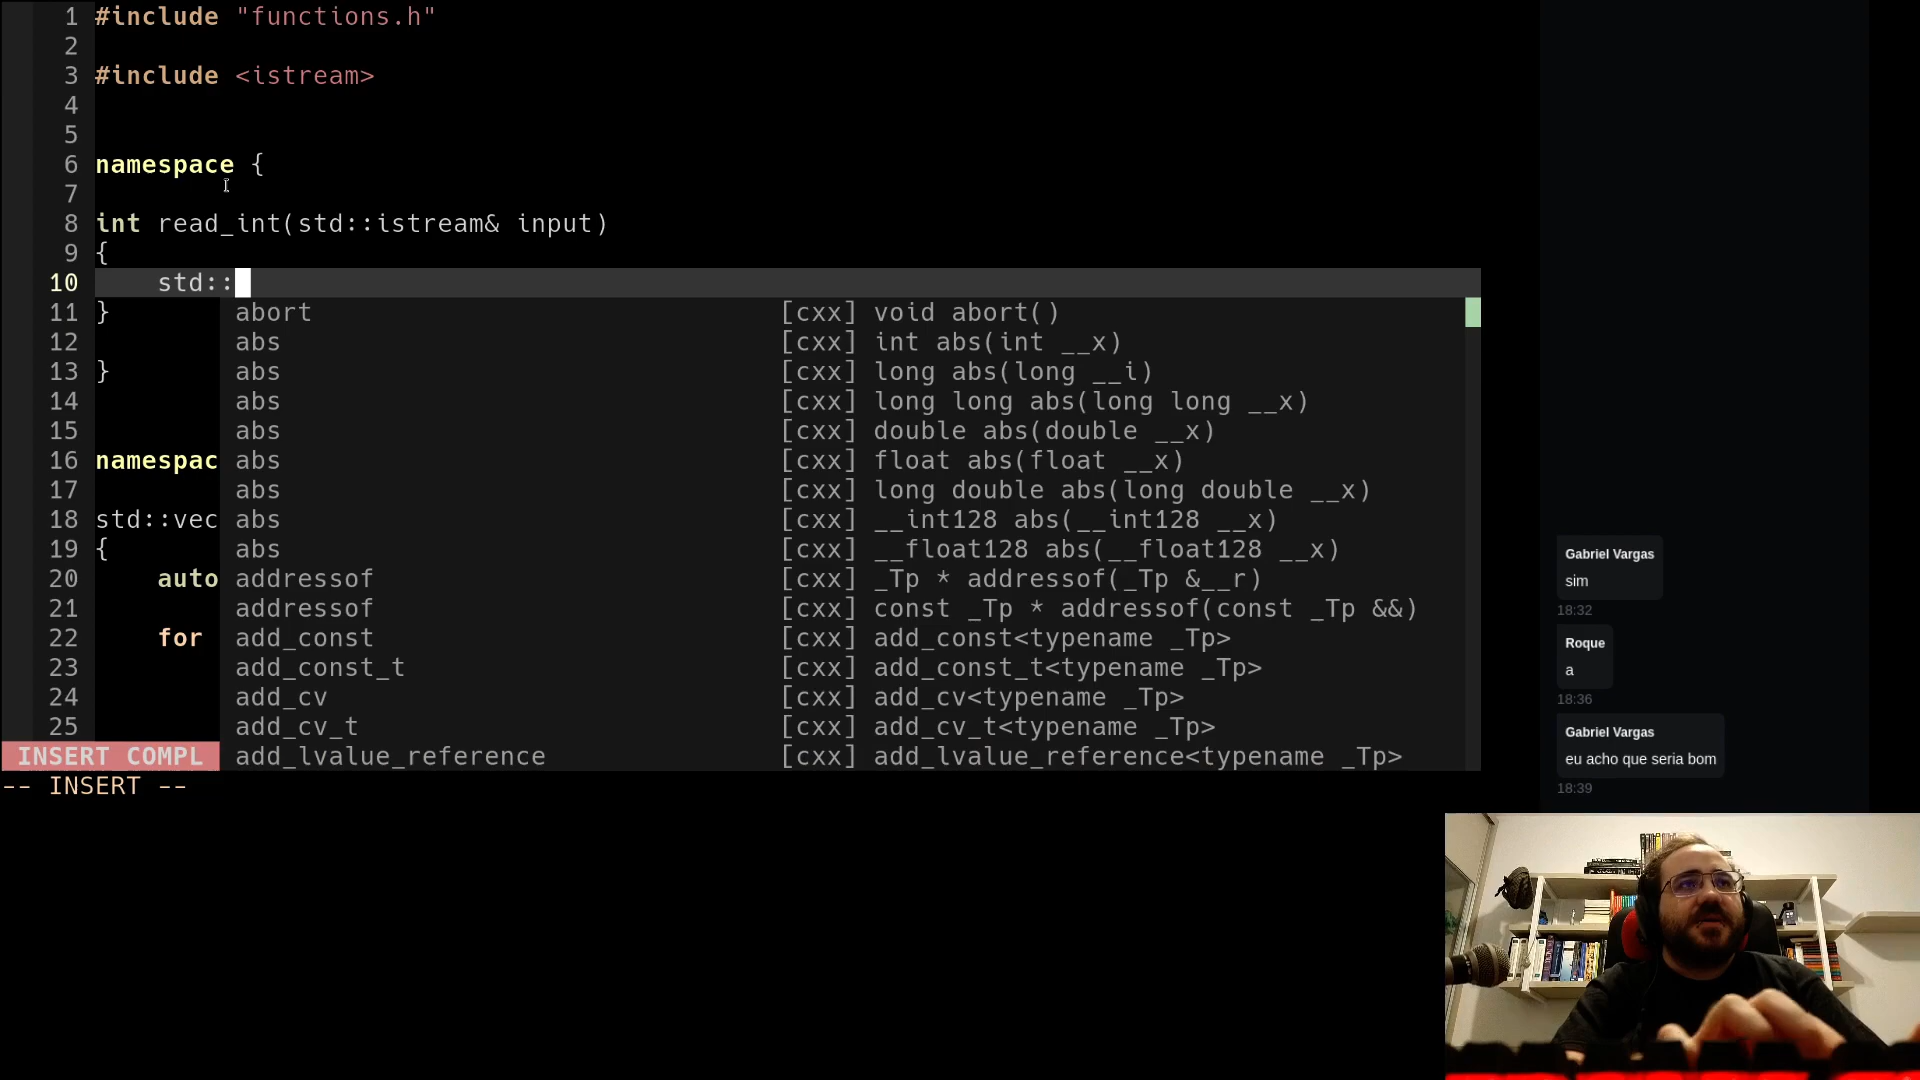 1 #include "functions.h"
2
3 #include <istream>
4
5
6 namespace {
7
8 int read_int(std::istream& input)
9 {
10 std::
11 } abort [cxx] void abort()
12 abs [cxx] int abs(int __x)
13 } abs [cxx] long abs(long __i)
14 abs [cxx] long long abs(long long __x)
15 abs [cxx] double abs(double __x)
16 namespac abs [cxx] float abs(float __x)
17 abs [cxx] long double abs(long double __x)
18 std::vec abs [cxx] __int128 abs(__int128 __x)
19 { abs [cxx] __float128 abs(__float128 __x)
20 auto addressof [cxx] _Tp * addressof(_Tp &__r)
21 addressof [cxx] const _Tp * addressof(const _Tp &&)
22 for add_const [cxx] add_const<typename _Tp>
23 add_const_t [cxx] add_const_t<typename _Tp>
24 add_cv [cxx] add_cv<typename _Tp>
25 add_cv_t [cxx] add_cv_t<typename _Tp>
INSERT COMPL add_lvalue_reference [cxx] add_lvalue_reference<typename _Tp>
-- INSERT --
Gabriel Vargas
sim
18:32
Roque
a
18:36
Gabriel Vargas
eu acho que seria bom
18:39